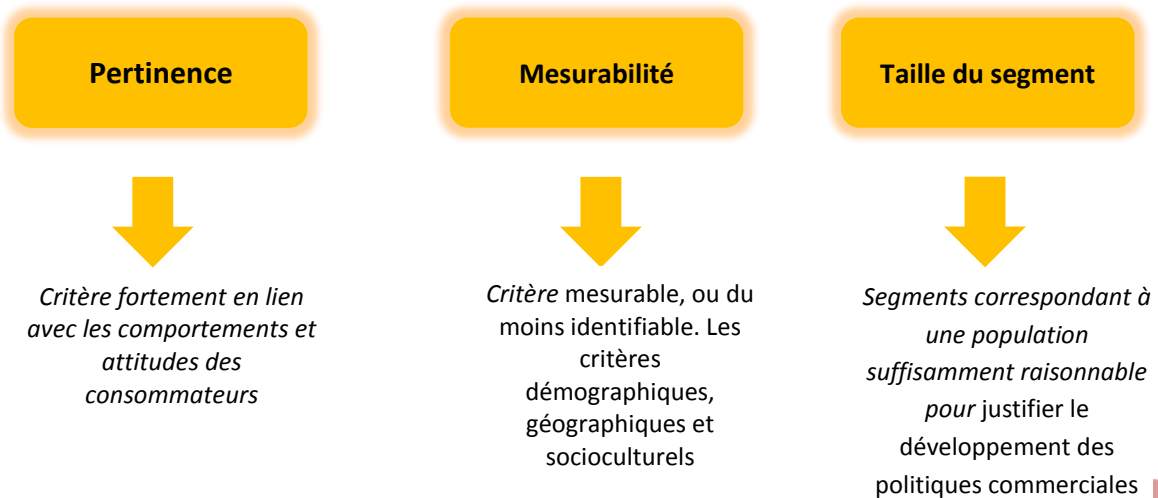 Pertinence
Mesurabilité
Taille du segment
Critère fortement en lien
avec les comportements et
attitudes des
consommateurs
Critère mesurable, ou du
moins identifiable. Les
critères
démographiques,
géographiques et
socioculturels
Segments correspondant à
une population
suffisamment raisonnable
pour justifier le
développement des
politiques commerciales